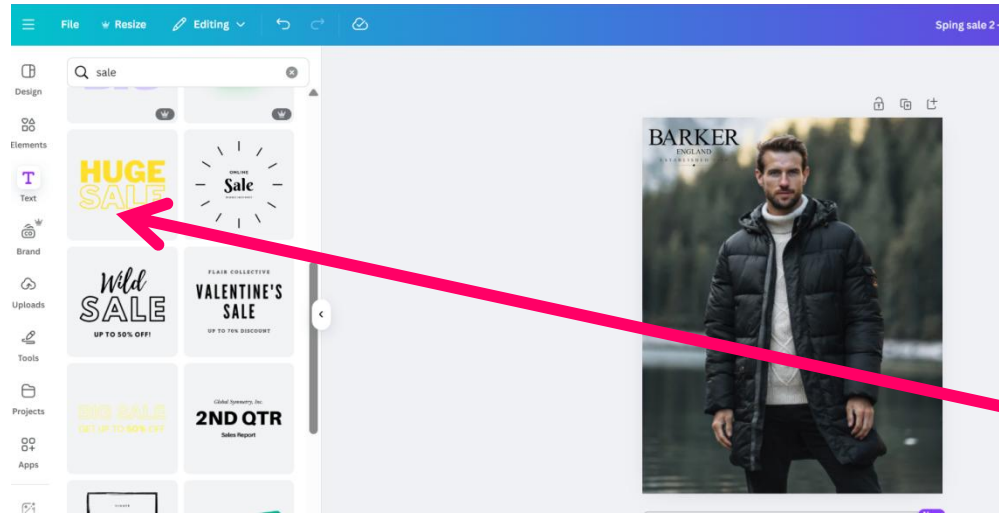 File
Resize
Editing
Sping sale 2
sale
Design
Elements
Text
Brand
Uploads
Tools
Projects
Apps
HUGE
SALE
ONLINE
Sale
Wild
SALE
UP TO 50% OFF!
FLAIR COLLECTIVE
VALENTINE'S
SALE
UP TO 70% DISCOUNT
BIG SALE
GET UP TO 50% OFF
Global Symmetry, Inc.
2ND QTR
Sales Report
BARKER
ENGLAND